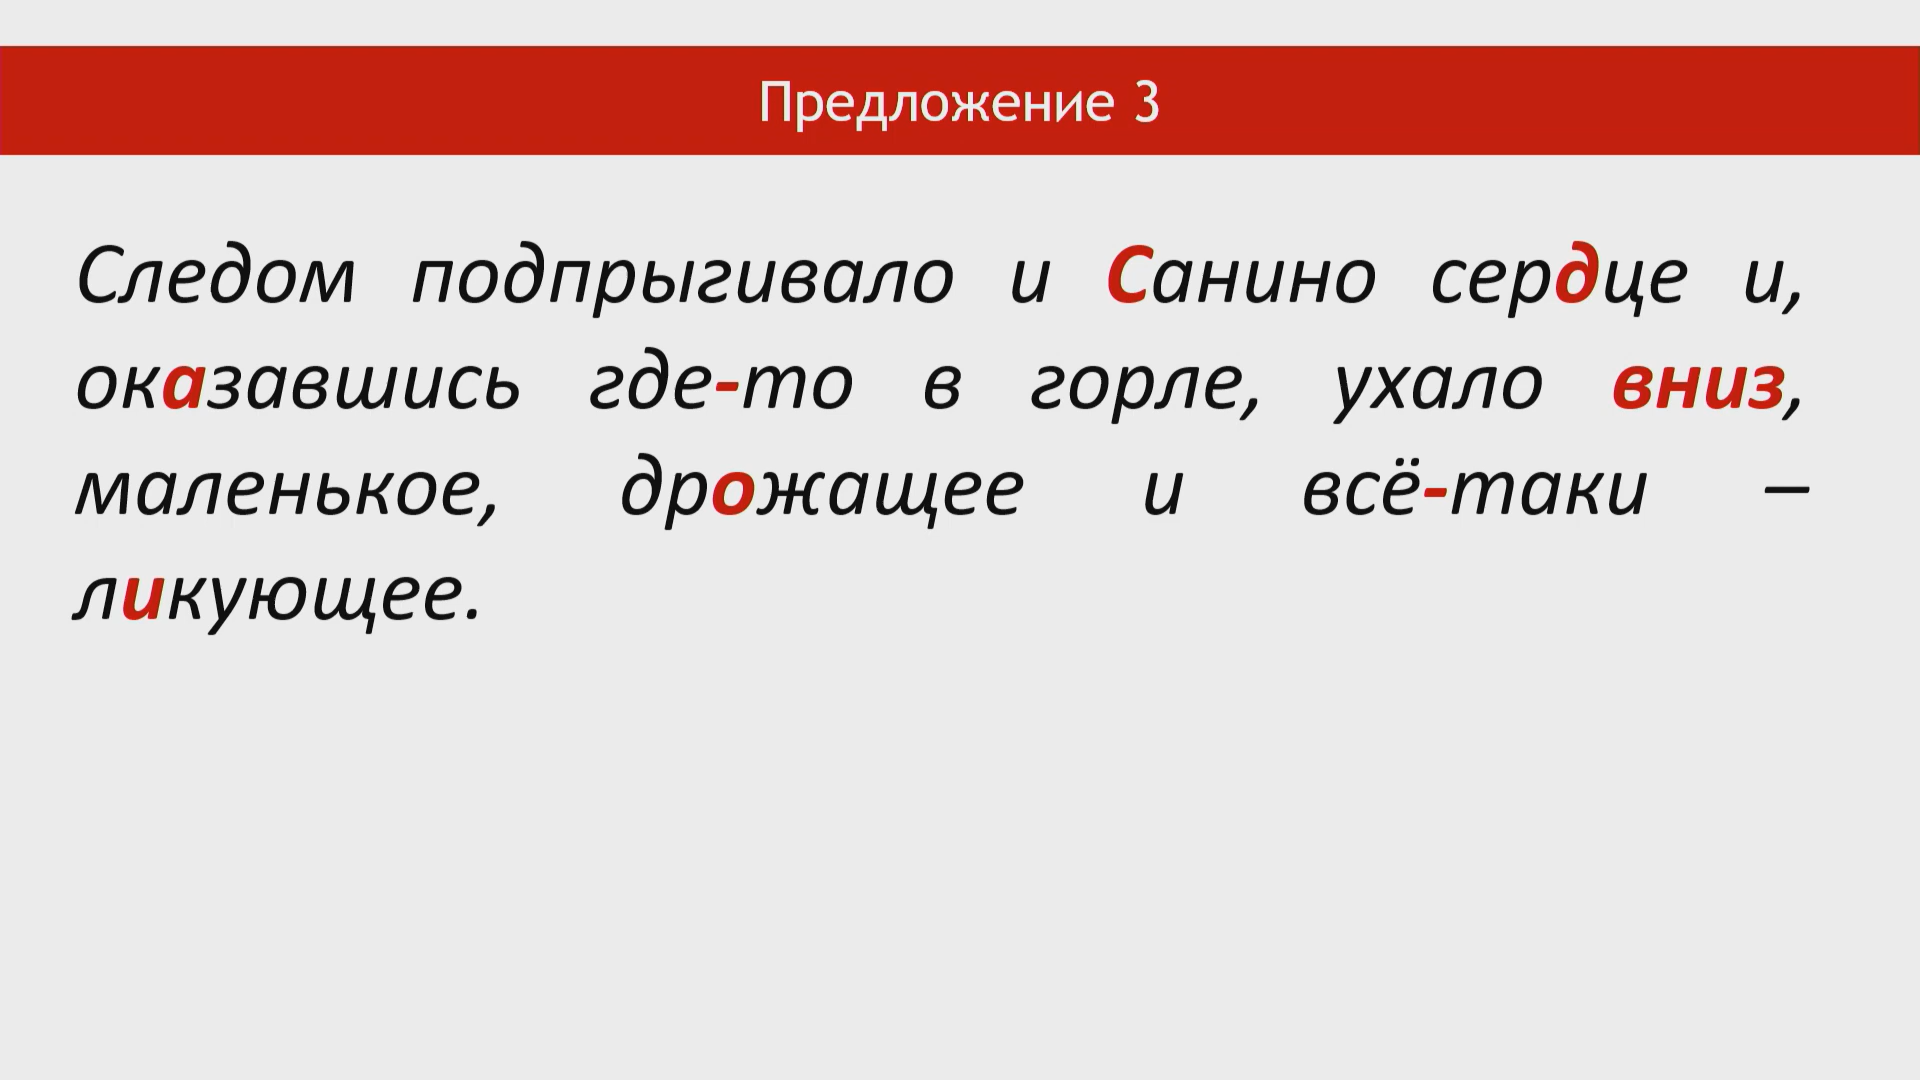 Предложение 3
Следом подпрыгивало и Санино сердце и,
оказавшись где-то в горле, ухало вниз,
маленькое, дрожащее и всё-таки –
ликующее.